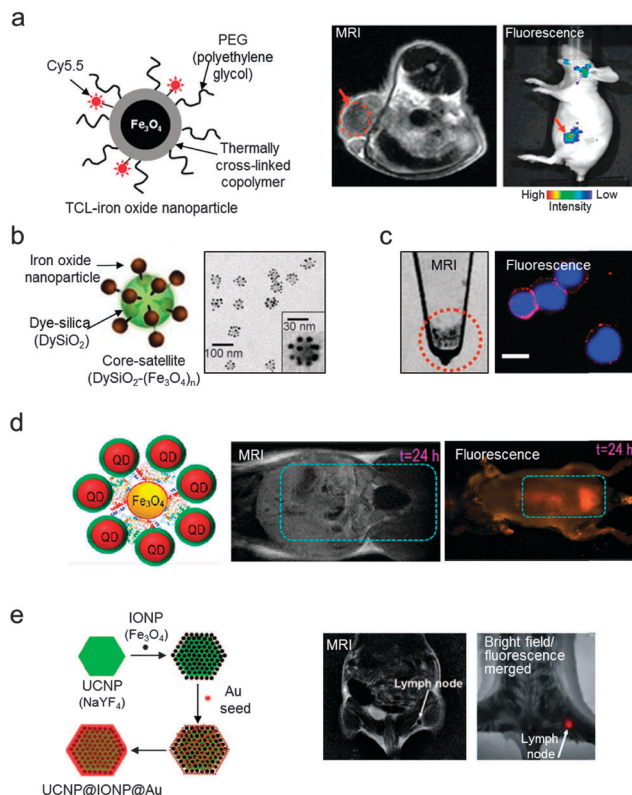 a
Cy5.5
PEG
(polyethylene
glycol)
Fe3O4
Thermally
cross-linked
copolymer
TCL-iron oxide nanoparticle
MRI
Fluorescence
High
Low
Intensity
b
Iron oxide
nanoparticle
Dye-silica
(DySiO2)
Core-satellite
(DySiO2-(Fe3O4)n)
100 nm
30 nm
c
MRI
Fluorescence
d
QD
QD
QD
QD
QD
QD
QD
Fe3O4
MRI
t=24 h
Fluorescence
t=24 h
e
IONP
(Fe3O4)
UCNP
(NaYF4)
Au
seed
UCNP@IONP@Au
MRI
Lymph node
Bright field/
fluorescence
merged
Lymph
node